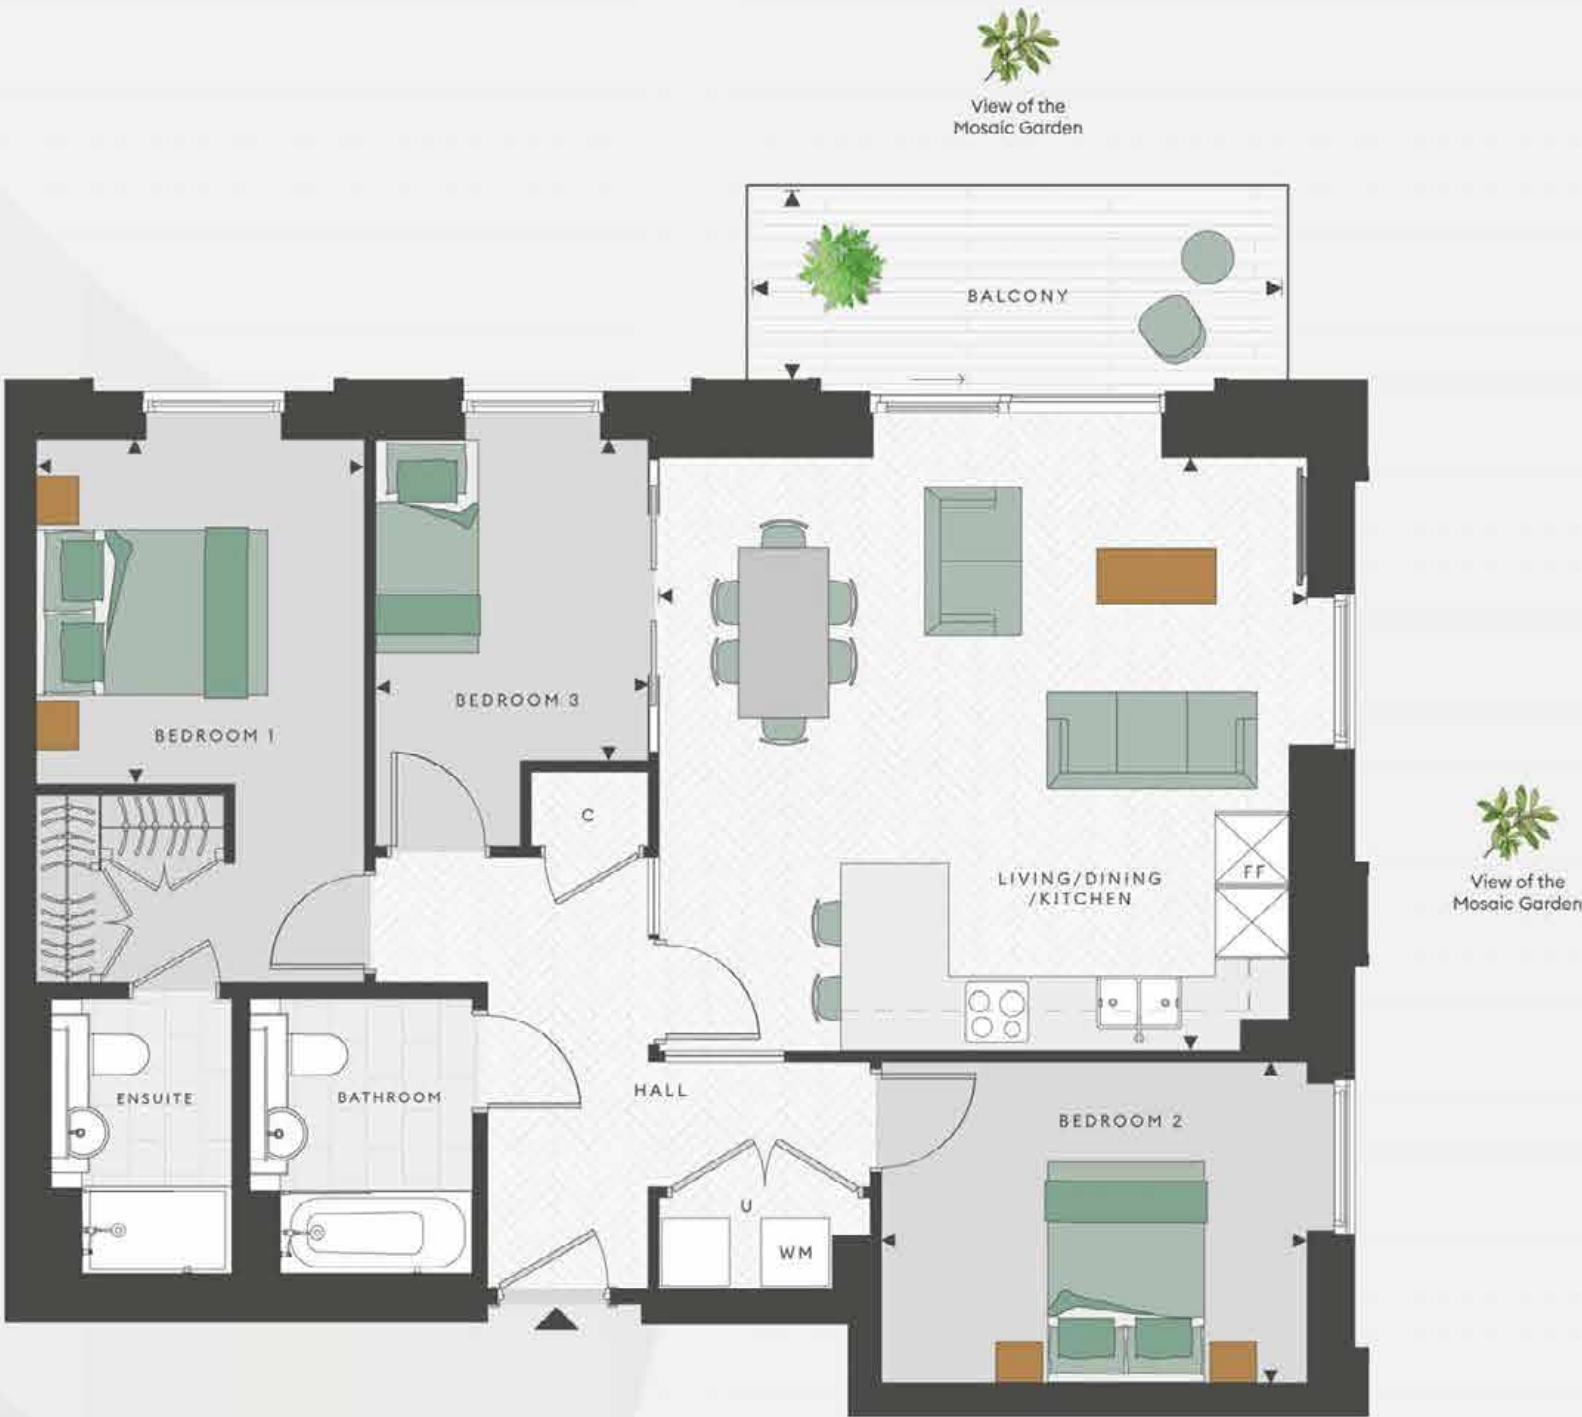 View of the
Mosaic Garden
BALCONY
BEDROOM 1
BEDROOM 3
C
LIVING/DINING
/KITCHEN
FF
View of the
Mosaic Garden
ENSUITE
BATHROOM
HALL
BEDROOM 2
U
WM